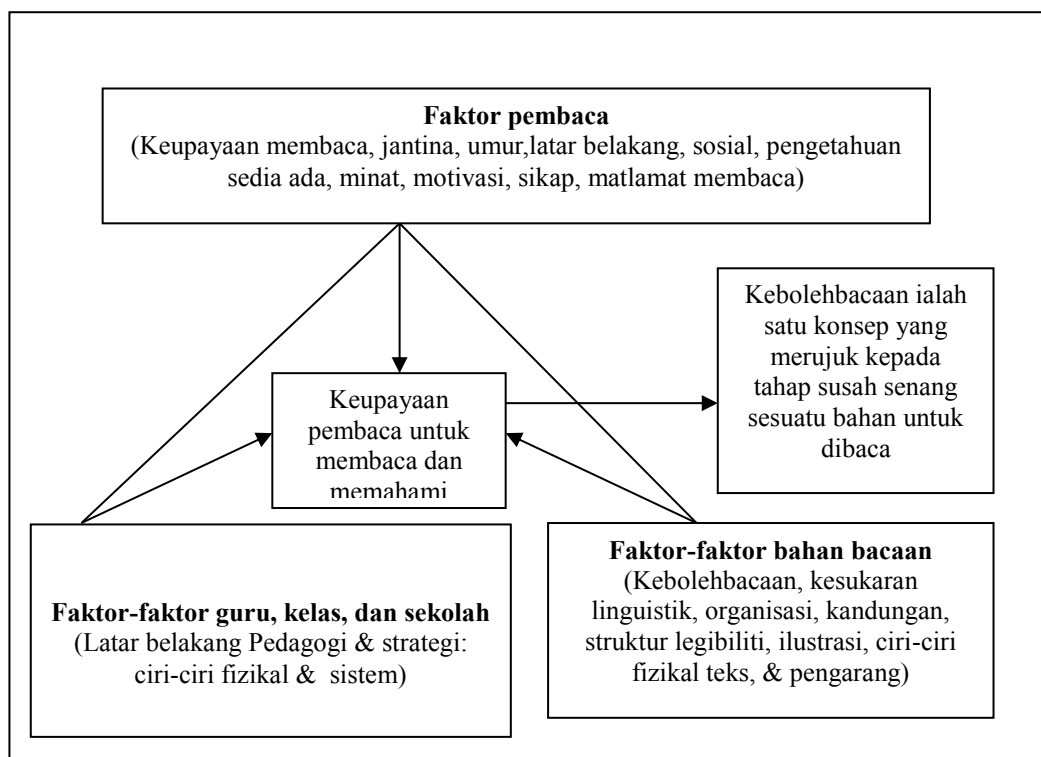 Faktor pembaca
(Keupayaan membaca, jantina, umur,latar belakang, sosial, pengetahuan
sedia ada, minat, motivasi, sikap, matlamat membaca)
Kebolehbacaan ialah
satu konsep yang
merujuk kepada
tahap susah senang
sesuatu bahan untuk
dibaca
Keupayaan
pembaca untuk
membaca dan
memahami
Faktor-faktor guru, kelas, dan sekolah
(Latar belakang Pedagogi & strategi:
ciri-ciri fizikal & sistem)
Faktor-faktor bahan bacaan
(Kebolehbacaan, kesukaran
linguistik, organisasi, kandungan,
struktur legibiliti, ilustrasi, ciri-ciri
fizikal teks, & pengarang)